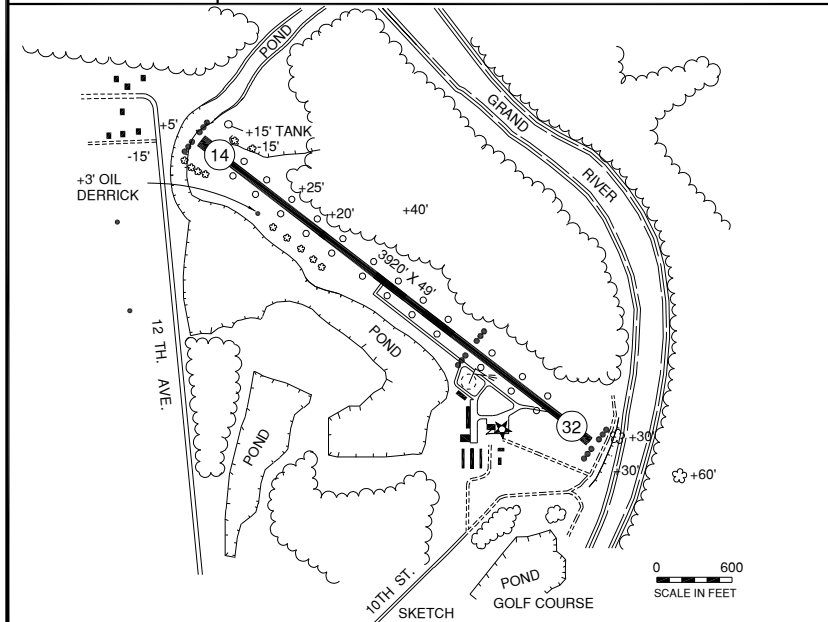 POND
GRAND
RIVER
+5'
+15' TANK
-15'
-15'
14
+3' OIL
DERRICK
+25'
+20'
+40'
3920' X 49'
12 TH. AVE.
POND
POND
32
+30'
+30'
+60'
10TH ST.
POND
GOLF COURSE
SKETCH
0 600
SCALE IN FEET